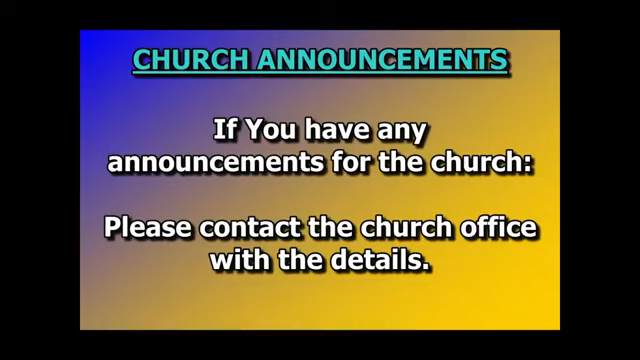 CHURCH ANNOUNCEMENTS
If You have any
announcements for the church:
Please contact the church office
with the details.